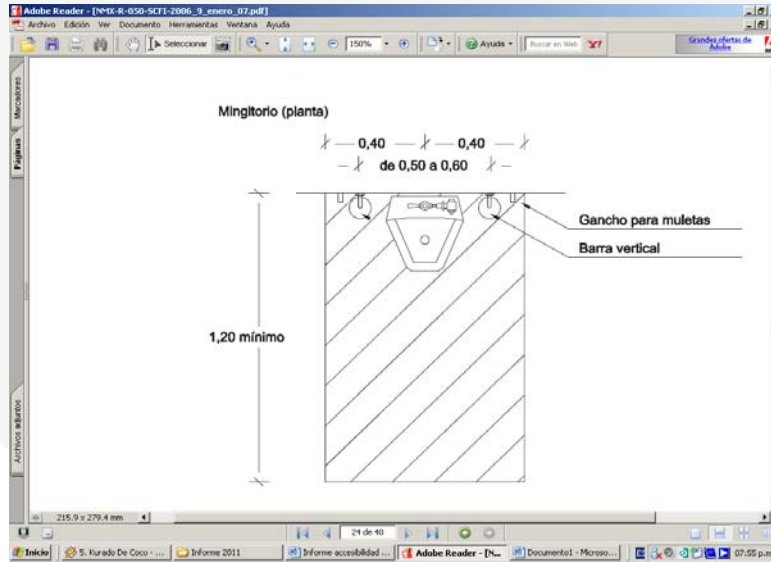 Adobe Reader - [NMX-R-050-SCFI-2006_9_enero_07.pdf]
Archivo Edición Ver Documento Herramientas Ventana Ayuda
Seleccionar 150% Ayuda Buscar en Web Y! Grandes ofertas de
Adobe
Marcadores
Páginas
Archivos adjuntos
Mingitorio (planta)
0,40 0,40
de 0,50 a 0,60
Gancho para muletas
Barra vertical
1,20 mínimo
215.9 x 279.4 mm
24 de 40
Inicio 5. Kurado De Coco - ... Informe 2011 Informe accesibilidad ... Adobe Reader - [N... Documento1 - Microso... 07:55 p.m.